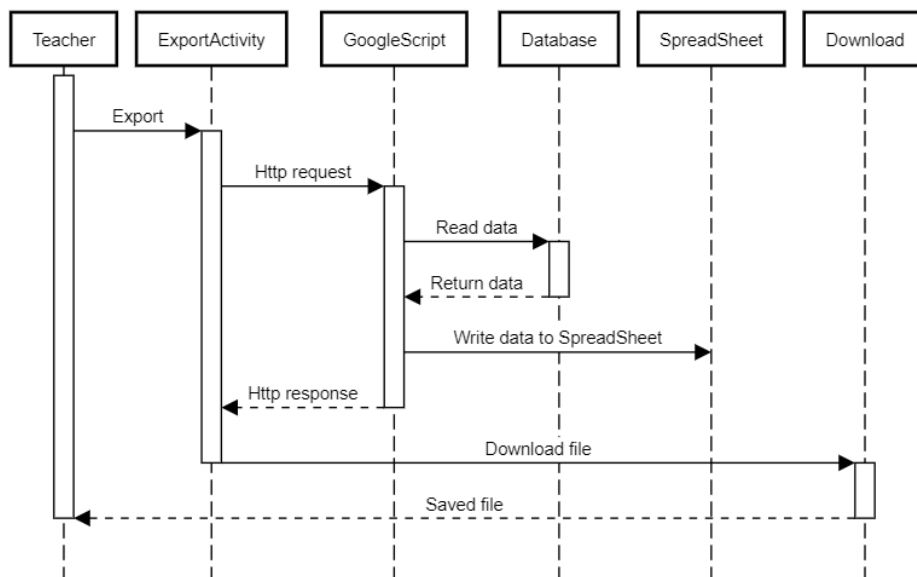 Teacher
ExportActivity
GoogleScript
Database
SpreadSheet
Download
Export
Http request
Read data
Return data
Write data to SpreadSheet
Http response
Download file
Saved file